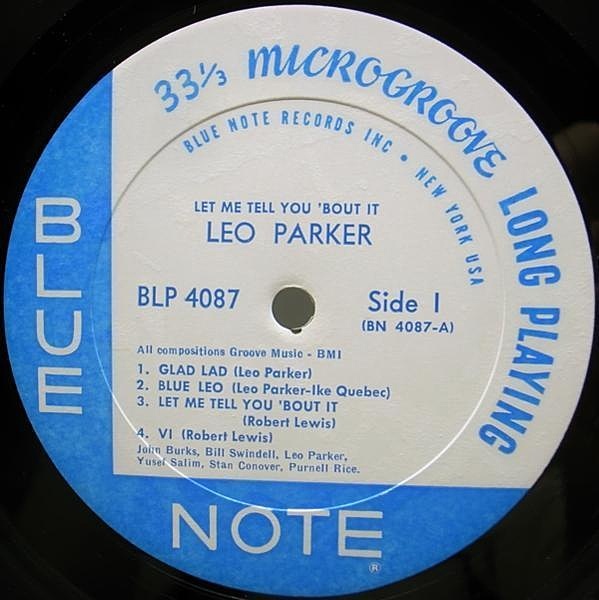 33⅓ MICROGROOVE LONG PLAYING
BLUE NOTE RECORDS INC • NEW YORK USA
LET ME TELL YOU 'BOUT IT
LEO PARKER
BLP 4087
Side 1
(BN 4087-A)
All compositions Groove Music - BMI
1. GLAD LAD (Leo Parker)
2. BLUE LEO (Leo Parker-Ike Quebec)
3. LET ME TELL YOU 'BOUT IT
(Robert Lewis)
4. VI (Robert Lewis)
John Burks, Bill Swindell, Leo Parker,
Yusef Salim, Stan Conover, Purnell Rice.
BLUE
NOTE
®